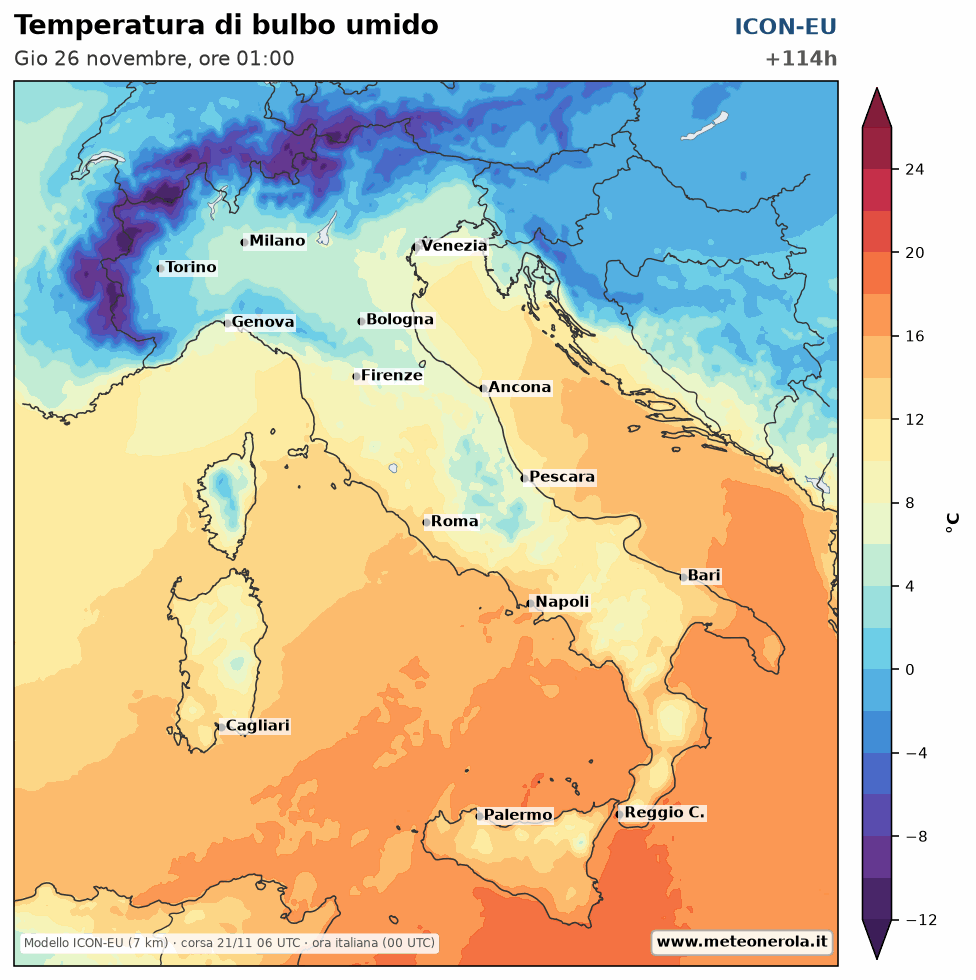 Temperatura di bulbo umido
ICON-EU
Gio 26 novembre, ore 01:00
+114h
Milano
Venezia
Torino
Genova
Bologna
Firenze
Ancona
Pescara
Roma
Bari
Napoli
Cagliari
Palermo
Reggio C.
24
20
16
12
8
4
0
−4
−8
−12
°C
Modello ICON-EU (7 km) · corsa 21/11 06 UTC · ora italiana (00 UTC)
www.meteonerola.it